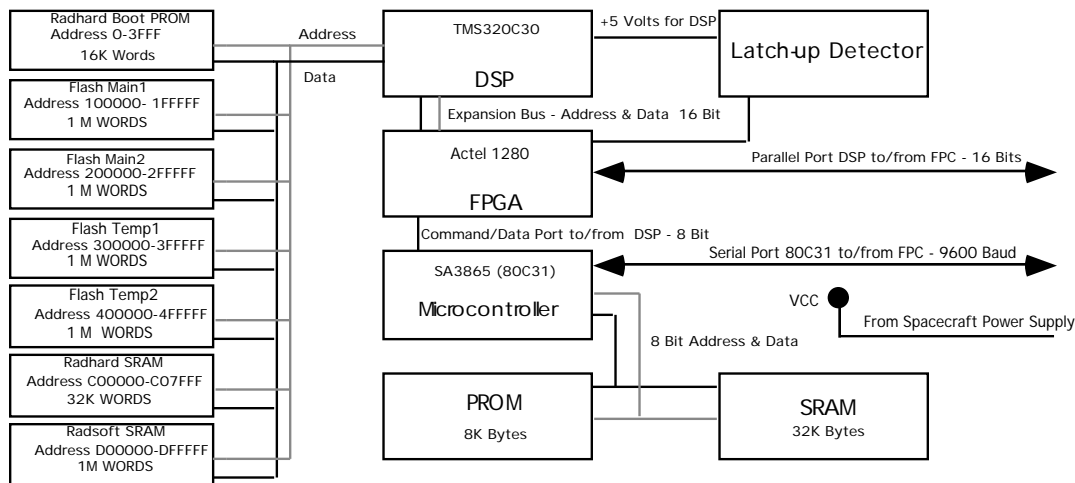 Radhard Boot PROM
Address 0-3FFF
16K Words
Flash Main1
Address 100000- 1FFFFF
1 M WORDS
Flash Main2
Address 200000-2FFFFF
1 M WORDS
Flash Temp1
Address 300000-3FFFFF
1 M WORDS
Flash Temp2
Address 400000-4FFFFF
1 M WORDS
Radhard SRAM
Address C00000-C07FFF
32K WORDS
Radsoft SRAM
Address D00000-DFFFFF
1M WORDS
Address
Data
TMS320C30
DSP
+5 Volts for DSP
Latch-up Detector
Expansion Bus - Address & Data 16 Bit
Actel 1280
FPGA
Parallel Port DSP to/from FPC - 16 Bits
Command/Data Port to/from DSP - 8 Bit
SA3865 (80C31)
Microcontroller
Serial Port 80C31 to/from FPC - 9600 Baud
VCC
From Spacecraft Power Supply
8 Bit Address & Data
PROM
8K Bytes
SRAM
32K Bytes